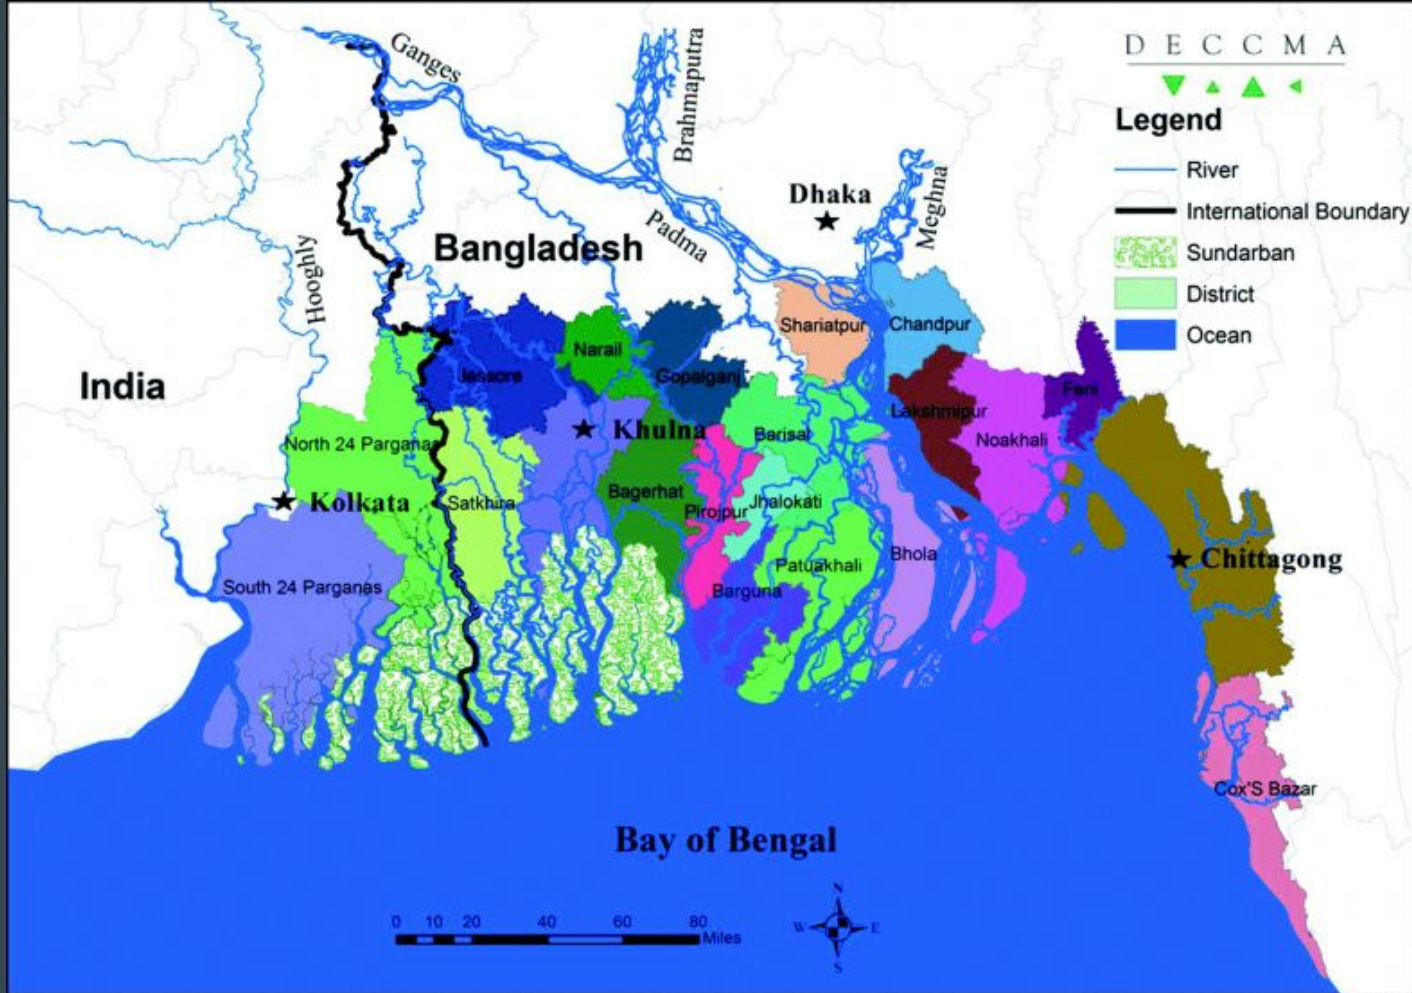 D E C C M A
Legend
River
International Boundary
Sundarban
District
Ocean
Ganges
Brahmaputra
Padma
Dhaka
Meghna
Hooghly
Bangladesh
India
Shariatpur
Chandpur
Narail
Jessore
Gopalganj
Feni
Lakshmipur
Noakhali
Khulna
Barisal
North 24 Parganas
Kolkata
Satkhira
Bagerhat
Pirojpur
Jhalokati
Bhola
Chittagong
South 24 Parganas
Patuakhali
Barguna
Cox'S Bazar
Bay of Bengal
0 10 20 40 60 80
Miles
N
W E
S